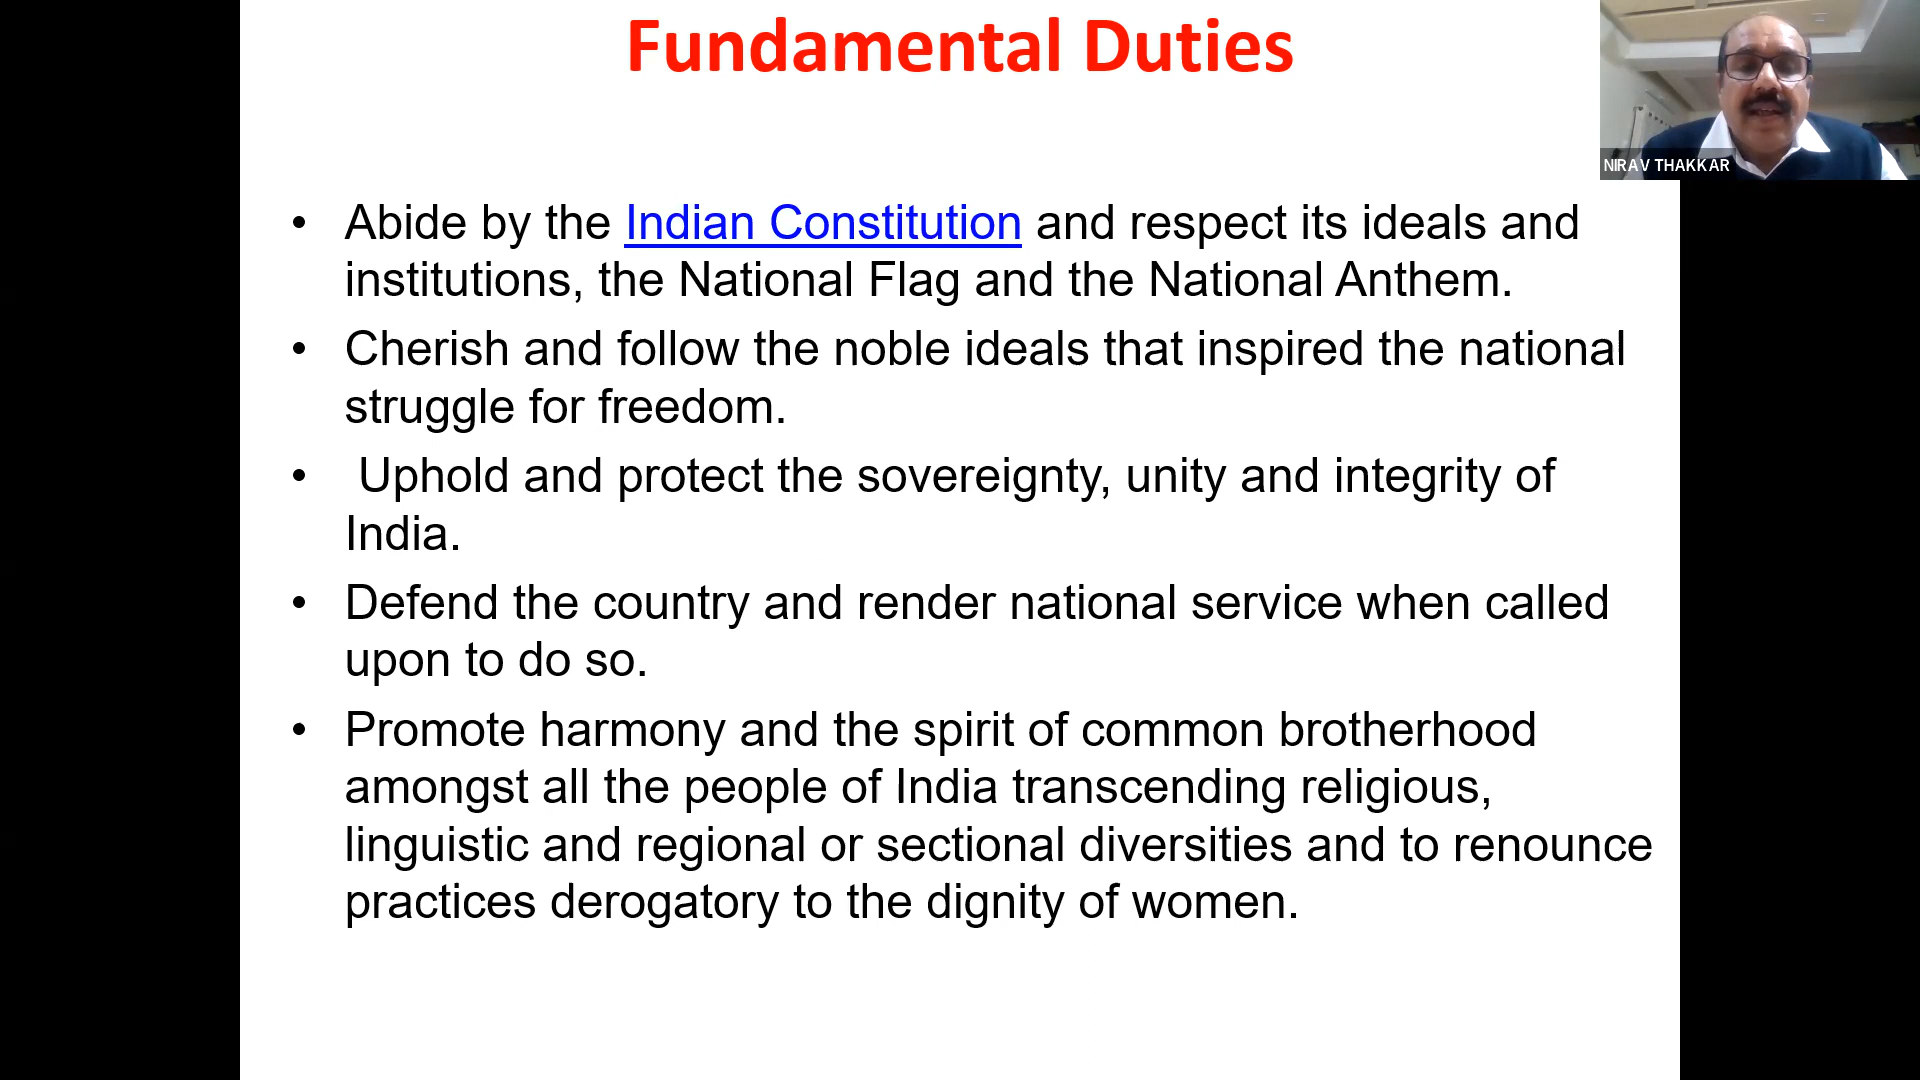 Fundamental Duties
NIRAV THAKKAR
• Abide by the Indian Constitution and respect its ideals and
institutions, the National Flag and the National Anthem.
• Cherish and follow the noble ideals that inspired the national
struggle for freedom.
• Uphold and protect the sovereignty, unity and integrity of
India.
• Defend the country and render national service when called
upon to do so.
• Promote harmony and the spirit of common brotherhood
amongst all the people of India transcending religious,
linguistic and regional or sectional diversities and to renounce
practices derogatory to the dignity of women.